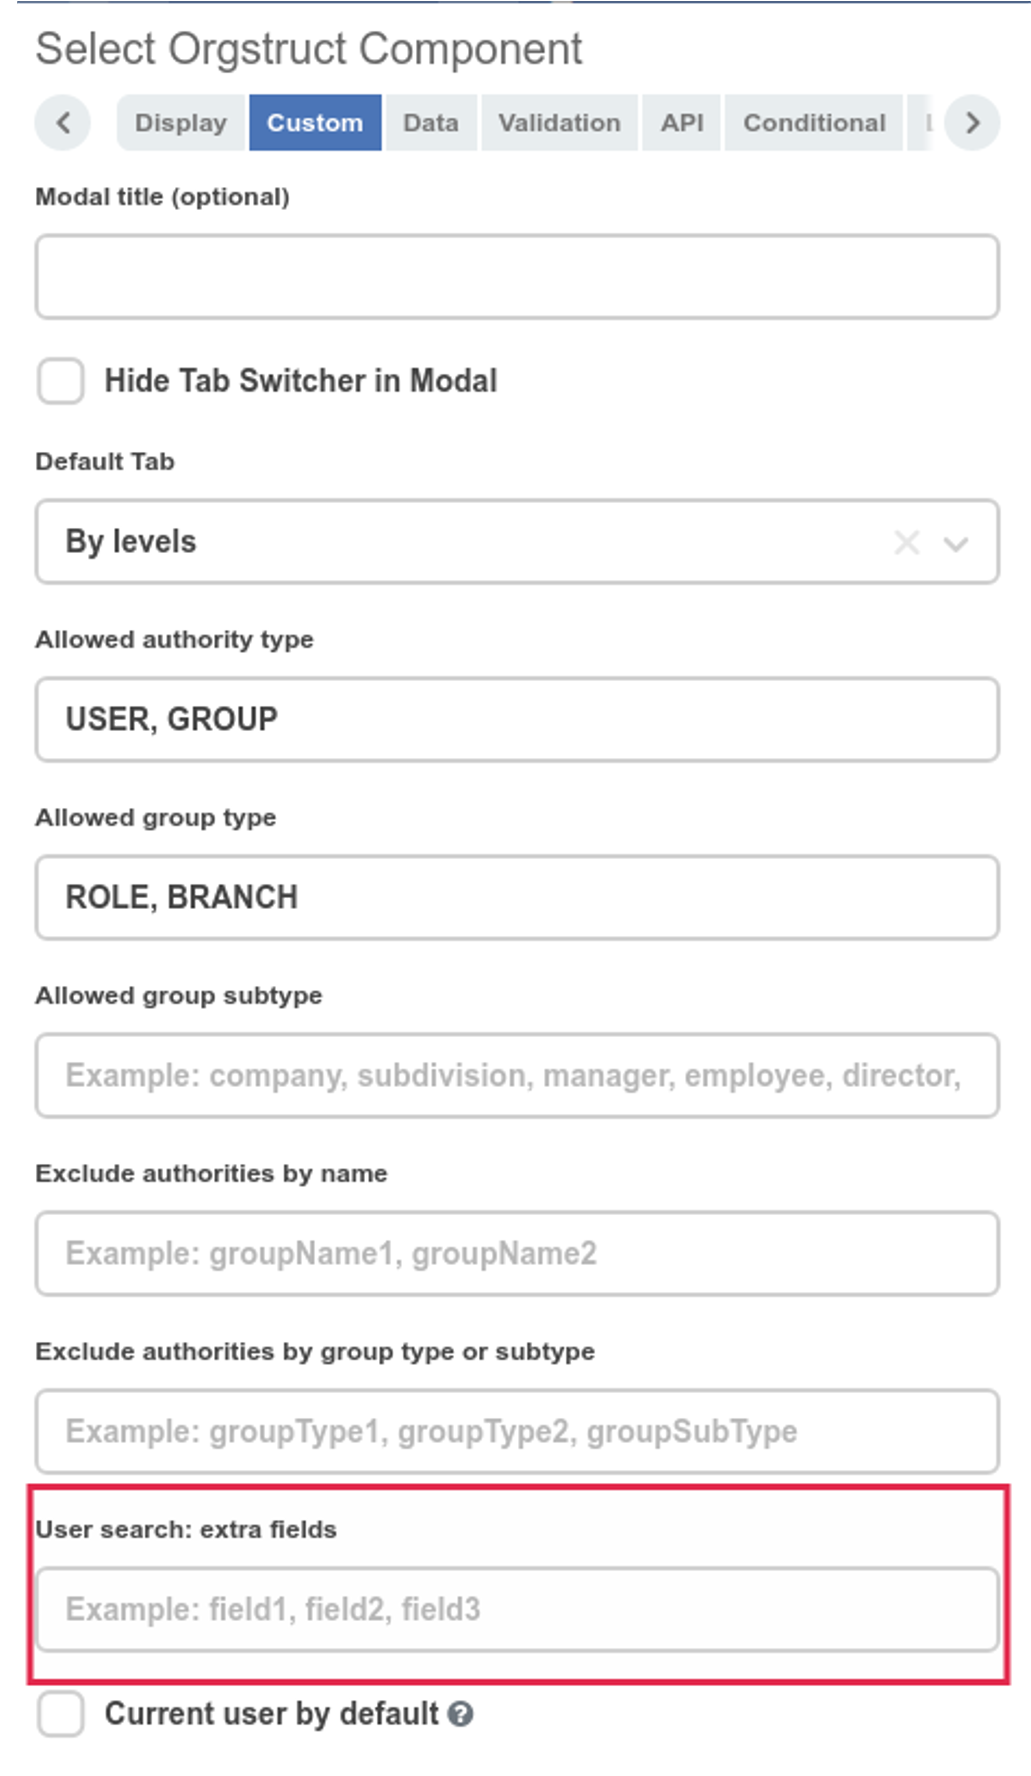 Select Orgstruct Component
Display Custom Data Validation API Conditional
Modal title (optional)
Hide Tab Switcher in Modal
Default Tab
By levels
Allowed authority type
USER, GROUP
Allowed group type
ROLE, BRANCH
Allowed group subtype
Example: company, subdivision, manager, employee, director,
Exclude authorities by name
Example: groupName1, groupName2
Exclude authorities by group type or subtype
Example: groupType1, groupType2, groupSubType
User search: extra fields
Example: field1, field2, field3
Current user by default ?